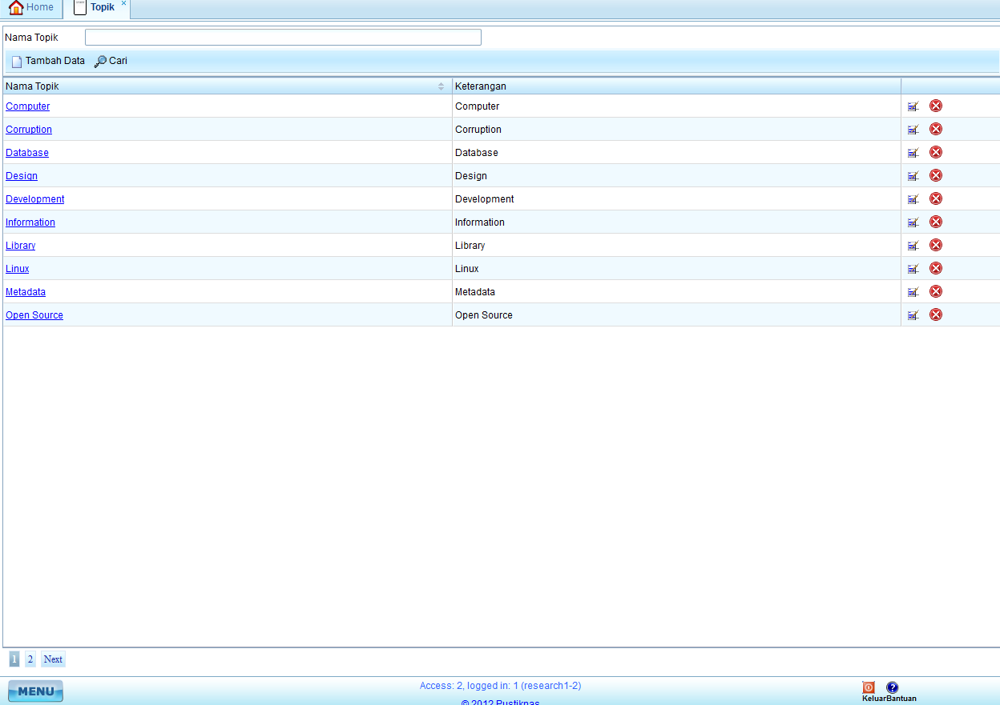 Home Topik ×
Nama Topik
Tambah Data Cari
Nama Topik Keterangan
Computer Computer
Corruption Corruption
Database Database
Design Design
Development Development
Information Information
Library Library
Linux Linux
Metadata Metadata
Open Source Open Source
1 2 Next
MENU Access: 2, logged in: 1 (research1-2)
© 2012 Pustiknas
KeluarBantuan